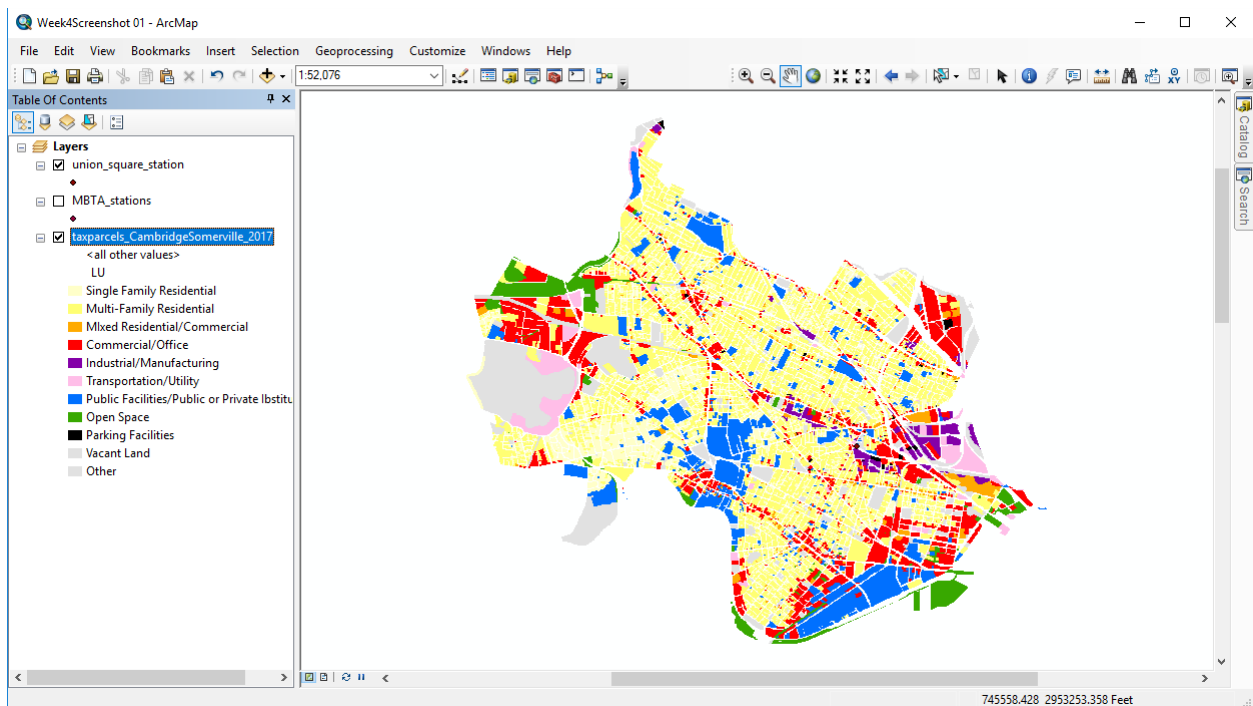 Week4Screenshot 01 - ArcMap
File Edit View Bookmarks Insert Selection Geoprocessing Customize Windows Help
1:52,076
Table Of Contents
Layers
union_square_station
MBTA_stations
taxparcels_CambridgeSomerville_2017
<all other values>
LU
Single Family Residential
Multi-Family Residential
MIxed Residential/Commercial
Commercial/Office
Industrial/Manufacturing
Transportation/Utility
Public Facilities/Public or Private Ibstitu
Open Space
Parking Facilities
Vacant Land
Other
Catalog
Search
745558.428 2953253.358 Feet